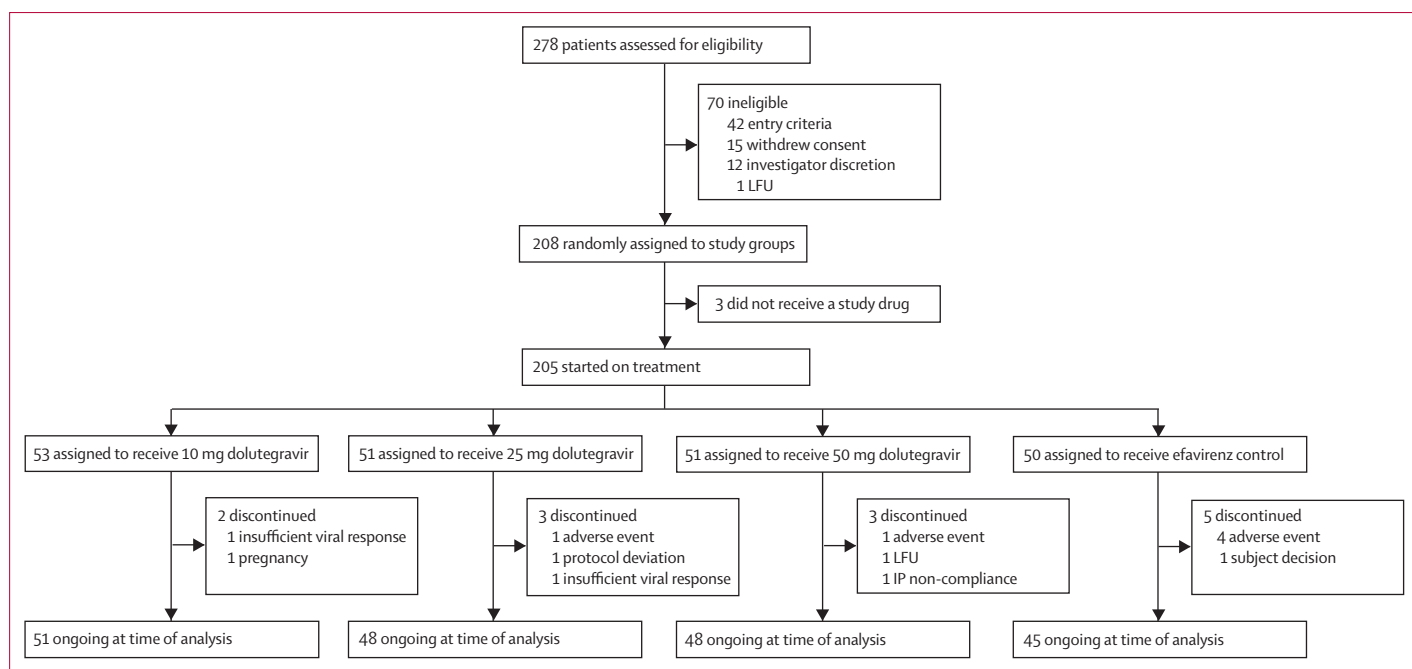 278 patients assessed for eligibility
70 ineligible
42 entry criteria
15 withdrew consent
12 investigator discretion
1 LFU
208 randomly assigned to study groups
3 did not receive a study drug
205 started on treatment
53 assigned to receive 10 mg dolutegravir
51 assigned to receive 25 mg dolutegravir
51 assigned to receive 50 mg dolutegravir
50 assigned to receive efavirenz control
2 discontinued
1 insufficient viral response
1 pregnancy
3 discontinued
1 adverse event
1 protocol deviation
1 insufficient viral response
3 discontinued
1 adverse event
1 LFU
1 IP non-compliance
5 discontinued
4 adverse event
1 subject decision
51 ongoing at time of analysis
48 ongoing at time of analysis
48 ongoing at time of analysis
45 ongoing at time of analysis